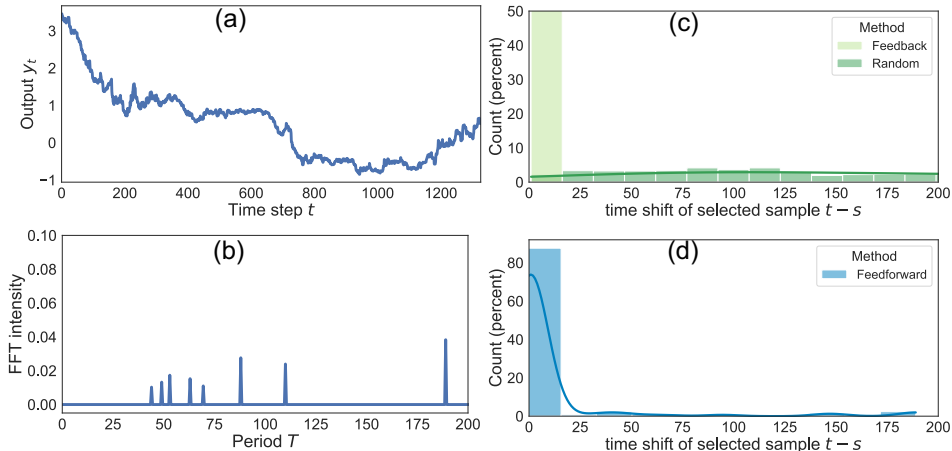 (a)
Output yₜ
3
2
1
0
−1
0 200 400 600 800 1000 1200
Time step t
(b)
FFT intensity
0.10
0.08
0.06
0.04
0.02
0.00
0 25 50 75 100 125 150 175 200
Period T
(c)
Count (percent)
50
40
30
20
10
0
Method
Feedback
Random
0 25 50 75 100 125 150 175 200
time shift of selected sample t − s
(d)
Count (percent)
80
60
40
20
0
Method
Feedforward
0 25 50 75 100 125 150 175 200
time shift of selected sample t − s